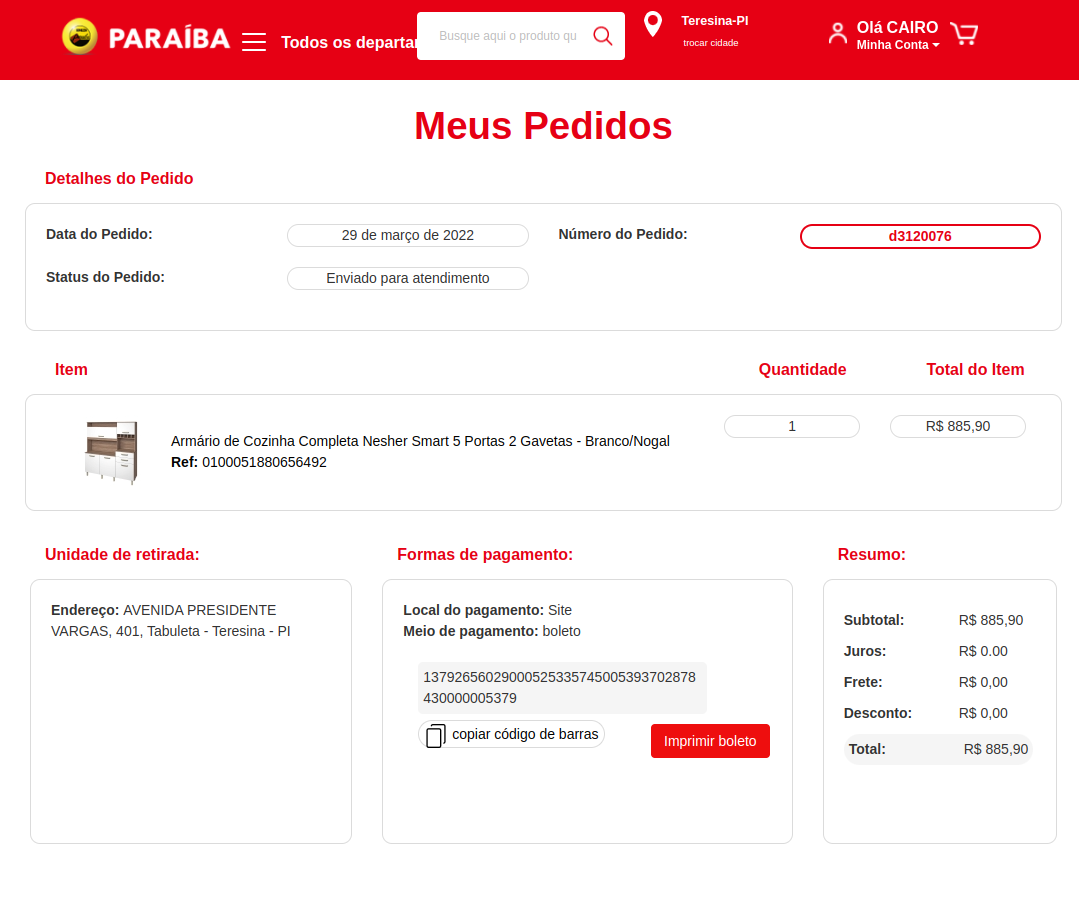 PARAÍBA
Todos os departar
Busque aqui o produto qu
Teresina-PI
trocar cidade
Olá CAIRO
Minha Conta
Meus Pedidos
Detalhes do Pedido
Data do Pedido: 29 de março de 2022 Número do Pedido: d3120076
Status do Pedido: Enviado para atendimento
Item Quantidade Total do Item
Armário de Cozinha Completa Nesher Smart 5 Portas 2 Gavetas - Branco/Nogal 1 R$ 885,90
Ref: 0100051880656492
Unidade de retirada:
Endereço: AVENIDA PRESIDENTE
VARGAS, 401, Tabuleta - Teresina - PI
Formas de pagamento:
Local do pagamento: Site
Meio de pagamento: boleto
13792656029000525335745005393702878
430000005379
copiar código de barras
Imprimir boleto
Resumo:
Subtotal: R$ 885,90
Juros: R$ 0.00
Frete: R$ 0,00
Desconto: R$ 0,00
Total: R$ 885,90